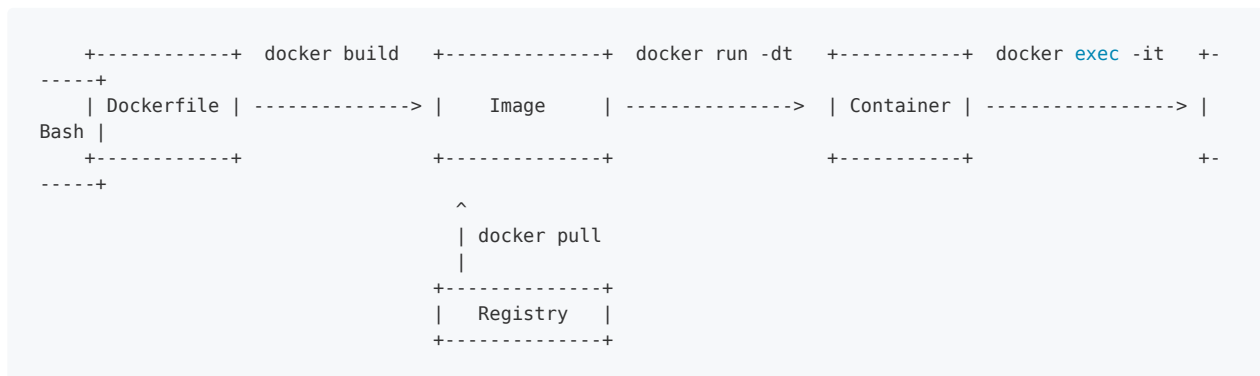 +------------+  docker build   +--------------+  docker run -dt   +-----------+  docker exec -it   +-
-----+
    | Dockerfile | --------------> |    Image     | --------------->  | Container | -----------------> |
Bash |
    +------------+                 +--------------+                   +-----------+                    +-
-----+
                                     ^
                                     | docker pull
                                     |
                                   +--------------+
                                   |   Registry   |
                                   +--------------+